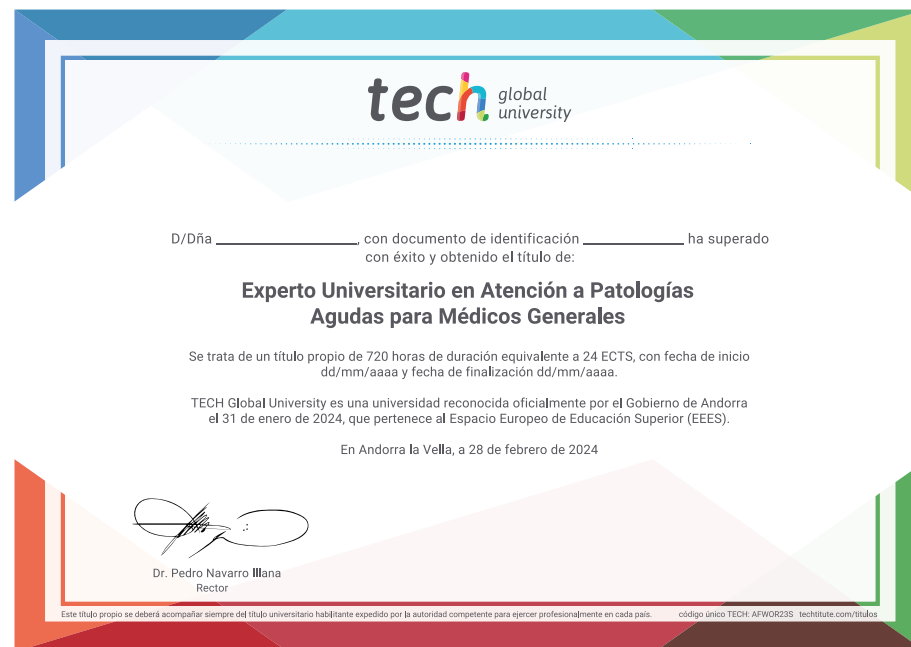 tech global university
D/Dña ____________________, con documento de identificación ______________ ha superado
con éxito y obtenido el título de:
Experto Universitario en Atención a Patologías
Agudas para Médicos Generales
Se trata de un título propio de 720 horas de duración equivalente a 24 ECTS, con fecha de inicio
dd/mm/aaaa y fecha de finalización dd/mm/aaaa.
TECH Global University es una universidad reconocida oficialmente por el Gobierno de Andorra
el 31 de enero de 2024, que pertenece al Espacio Europeo de Educación Superior (EEES).
En Andorra la Vella, a 28 de febrero de 2024
Dr. Pedro Navarro Illana
Rector
Este título propio se deberá acompañar siempre del título universitario habilitante expedido por la autoridad competente para ejercer profesionalmente en cada país. código único TECH: AFWOR23S techtitute.com/titulos